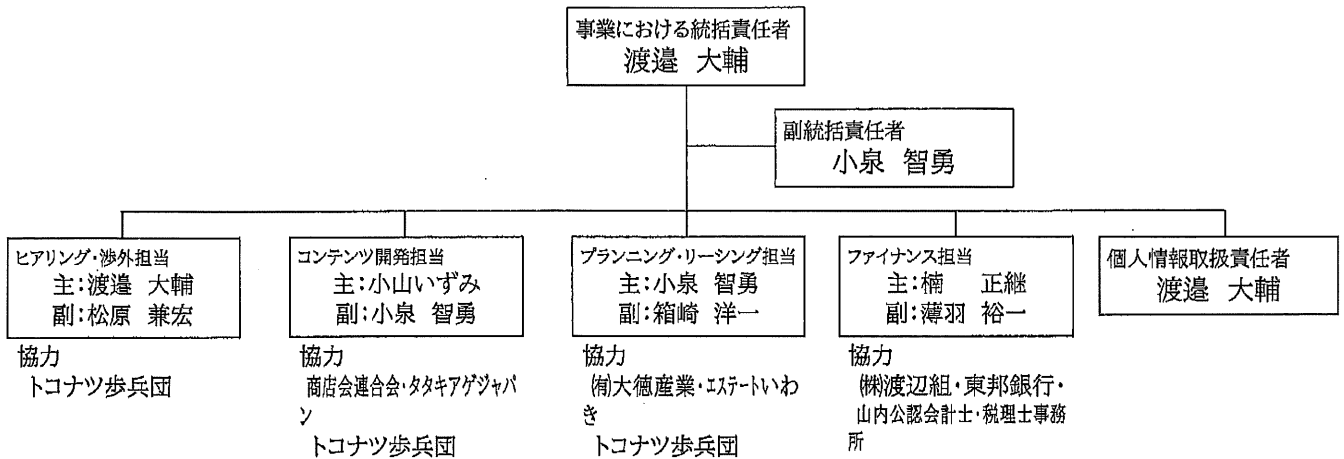 事業における統括責任者
渡邉 大輔
副統括責任者
小泉 智勇
ヒアリング・渉外担当
主:渡邉 大輔
副:松原 兼宏
協力
トコナツ歩兵団
コンテンツ開発担当
主:小山いずみ
副:小泉 智勇
協力
商店会連合会・タタキアゲジャパ
ン
トコナツ歩兵団
プランニング・リーシング担当
主:小泉 智勇
副:箱崎 洋一
協力
㈲大徳産業・エステートいわ
き
トコナツ歩兵団
ファイナンス担当
主:楠 正継
副:薄羽 裕一
協力
㈱渡辺組・東邦銀行・
山内公認会計士・税理士事務
所
個人情報取扱責任者
渡邉 大輔